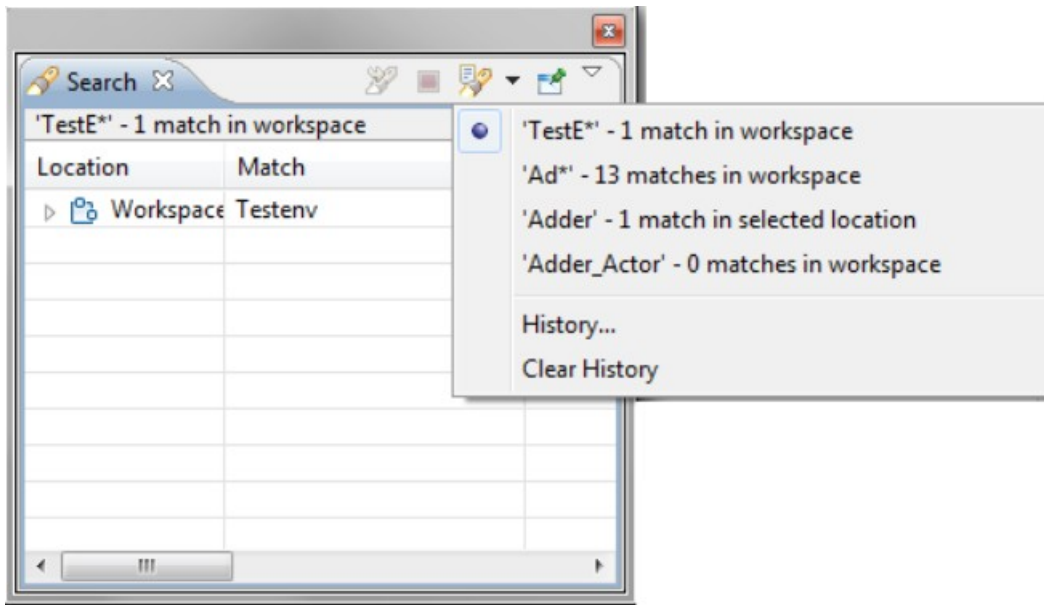 Search
'TestE*' - 1 match in workspace
Location Match
Workspace Testenv
'TestE*' - 1 match in workspace
'Ad*' - 13 matches in workspace
'Adder' - 1 match in selected location
'Adder_Actor' - 0 matches in workspace
History...
Clear History